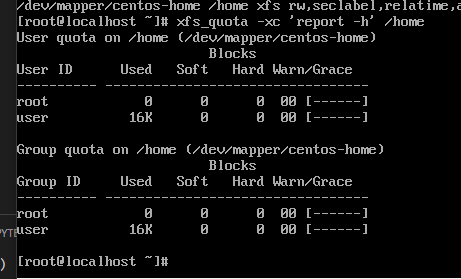 /dev/mapper/centos-home /home xfs rw,seclabel,relatime,a
[root@localhost ~]# xfs_quota -xc 'report -h' /home
User quota on /home (/dev/mapper/centos-home)
                        Blocks
User ID      Used   Soft   Hard Warn/Grace
---------- ---------------------------------
root            0      0      0  00 [------]
user          16K      0      0  00 [------]

Group quota on /home (/dev/mapper/centos-home)
                        Blocks
Group ID     Used   Soft   Hard Warn/Grace
---------- ---------------------------------
root            0      0      0  00 [------]
user          16K      0      0  00 [------]

[root@localhost ~]#
PYTE
)